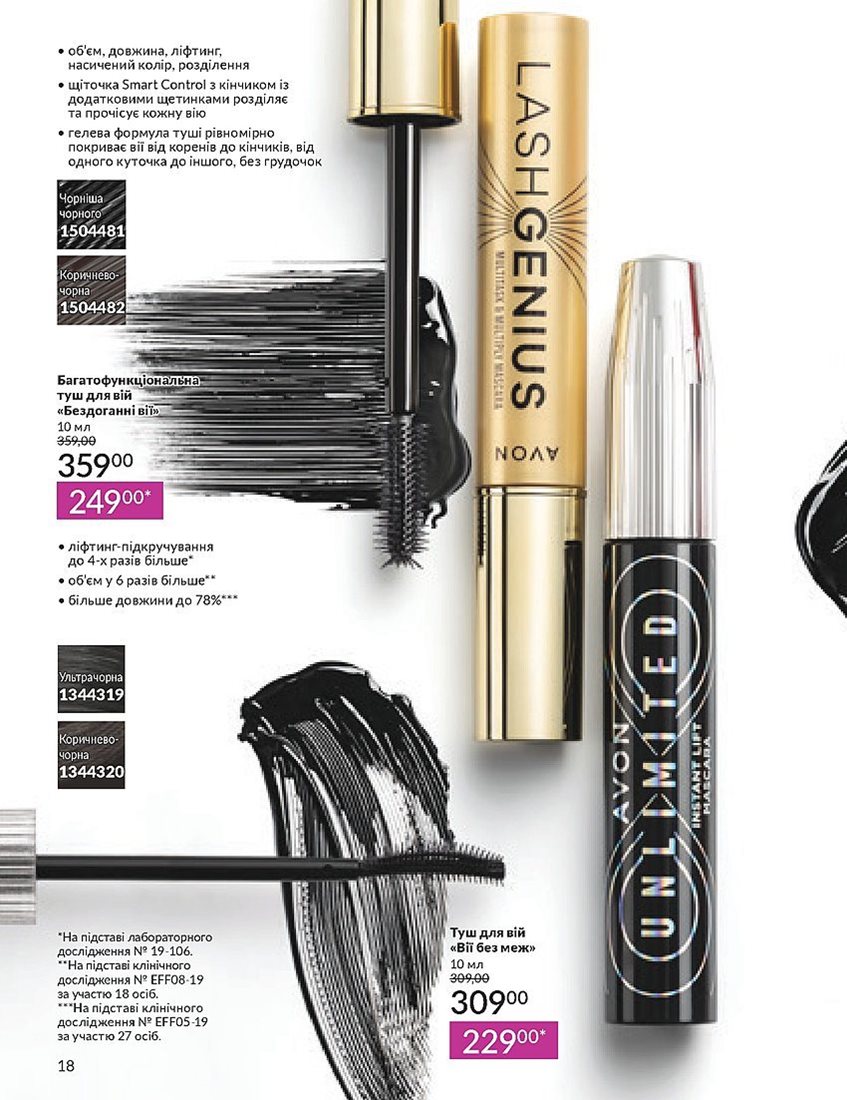 • об'єм, довжина, ліфтинг,
насичений колір, розділення
• щіточка Smart Control з кінчиком із
додатковими щетинками розділяє
та прочісує кожну вію
• гелева формула туші рівномірно
покриває вії від коренів до кінчиків, від
одного куточка до іншого, без грудочок
Чорніша
чорного
1504481
Коричнево-
чорна
1504482
Багатофункціональна
туш для вій
«Бездоганні вії»
10 мл
359,00
35900
24900*
LASHGENIUS
MULTITASK & MULTIPLY MASCARA
AVON
• ліфтинг-підкручування
до 4-х разів більше*
• об'єм у 6 разів більше**
• більше довжини до 78%***
Ультрачорна
1344319
Коричнево-
чорна
1344320
AVON
UNLIMITED
INSTANT LIFT
MASCARA
*На підставі лабораторного
дослідження № 19-106.
**На підставі клінічного
дослідження № EFF08-19
за участю 18 осіб.
***На підставі клінічного
дослідження № EFF05-19
за участю 27 осіб.
Туш для вій
«Вії без меж»
10 мл
309,00
30900
22900*
18